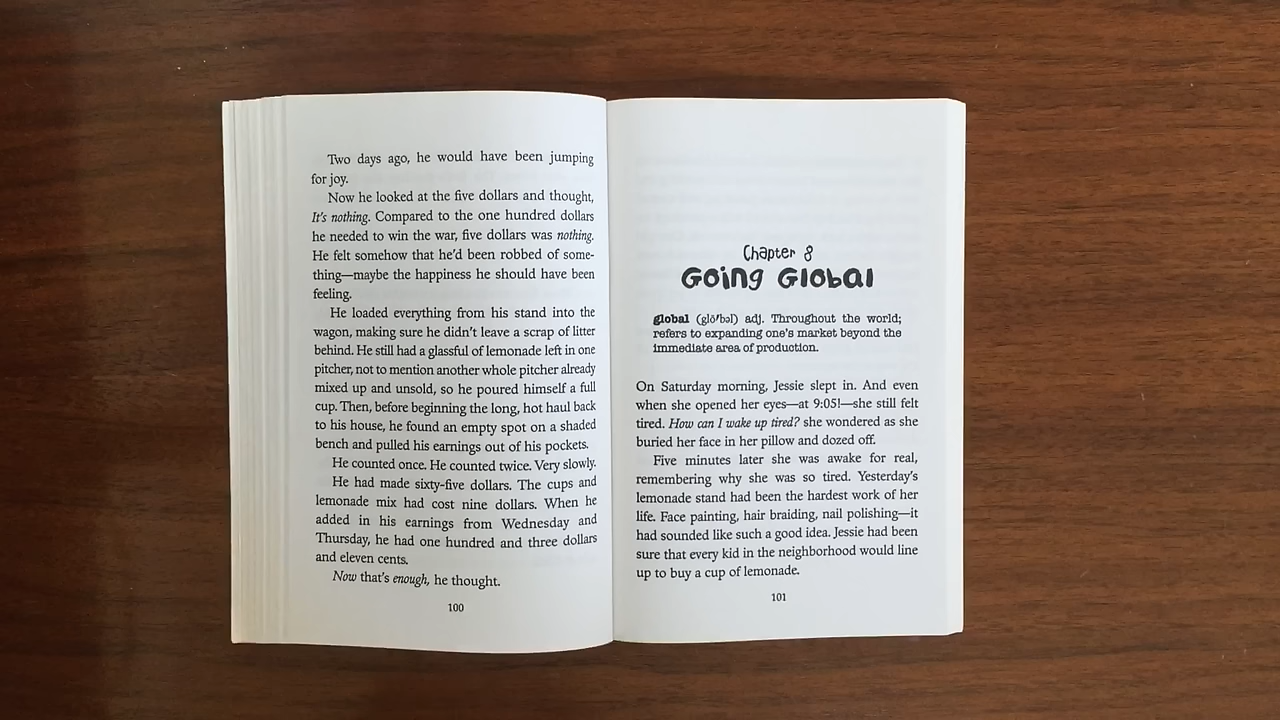 Two days ago, he would have been jumping
for joy.
Now he looked at the five dollars and thought,
It's nothing. Compared to the one hundred dollars
he needed to win the war, five dollars was nothing.
He felt somehow that he'd been robbed of some-
thing—maybe the happiness he should have been
feeling.
He loaded everything from his stand into the
wagon, making sure he didn't leave a scrap of litter
behind. He still had a glassful of lemonade left in one
pitcher, not to mention another whole pitcher already
mixed up and unsold, so he poured himself a full
cup. Then, before beginning the long, hot haul back
to his house, he found an empty spot on a shaded
bench and pulled his earnings out of his pockets.
He counted once. He counted twice. Very slowly.
He had made sixty-five dollars. The cups and
lemonade mix had cost nine dollars. When he
added in his earnings from Wednesday and
Thursday, he had one hundred and three dollars
and eleven cents.
Now that's enough, he thought.
100
Chapter 8
Going Global
global (glō′bəl) adj. Throughout the world;
refers to expanding one's market beyond the
immediate area of production.
On Saturday morning, Jessie slept in. And even
when she opened her eyes—at 9:05!—she still felt
tired. How can I wake up tired? she wondered as she
buried her face in her pillow and dozed off.
Five minutes later she was awake for real,
remembering why she was so tired. Yesterday's
lemonade stand had been the hardest work of her
life. Face painting, hair braiding, nail polishing—it
had sounded like such a good idea. Jessie had been
sure that every kid in the neighborhood would line
up to buy a cup of lemonade.
101